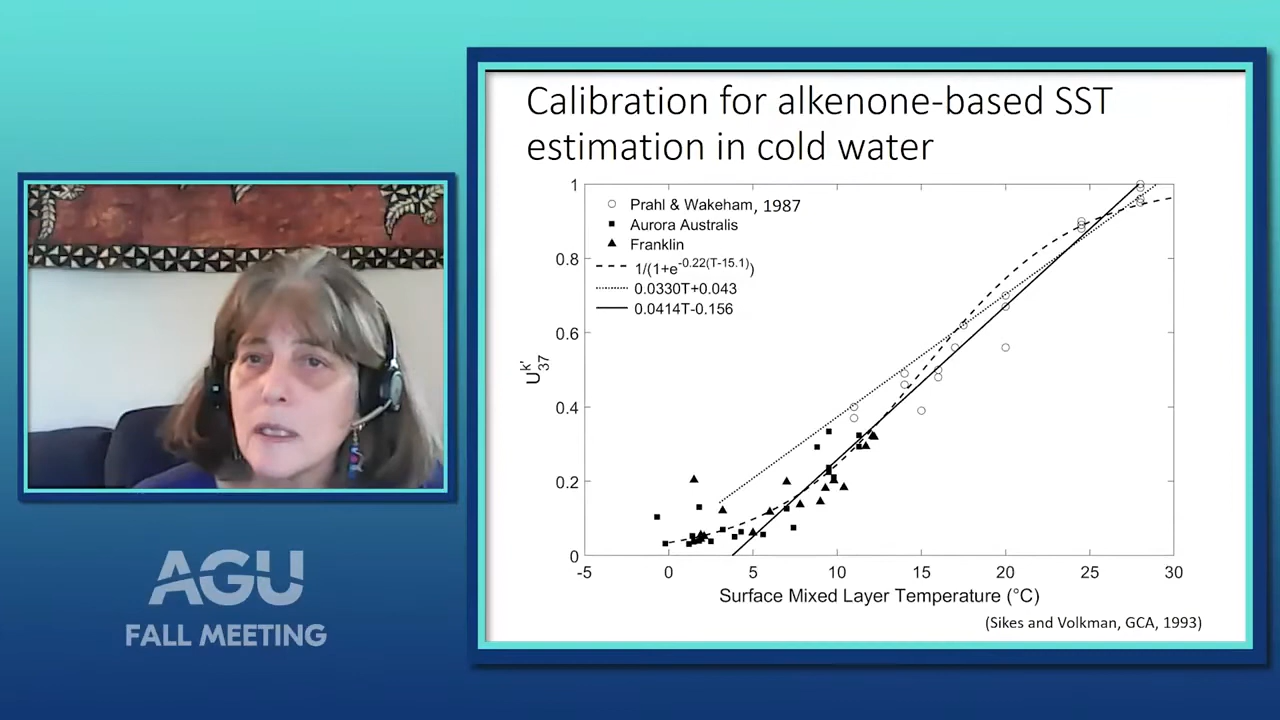 Calibration for alkenone-based SST
estimation in cold water
Prahl & Wakeham, 1987
Aurora Australis
Franklin
1/(1+e^-0.22(T-15.1))
0.0330T+0.043
0.0414T-0.156
1
0.8
0.6
0.4
0.2
0
U37k'
-5 0 5 10 15 20 25 30
Surface Mixed Layer Temperature (°C)
(Sikes and Volkman, GCA, 1993)
AGU
FALL MEETING